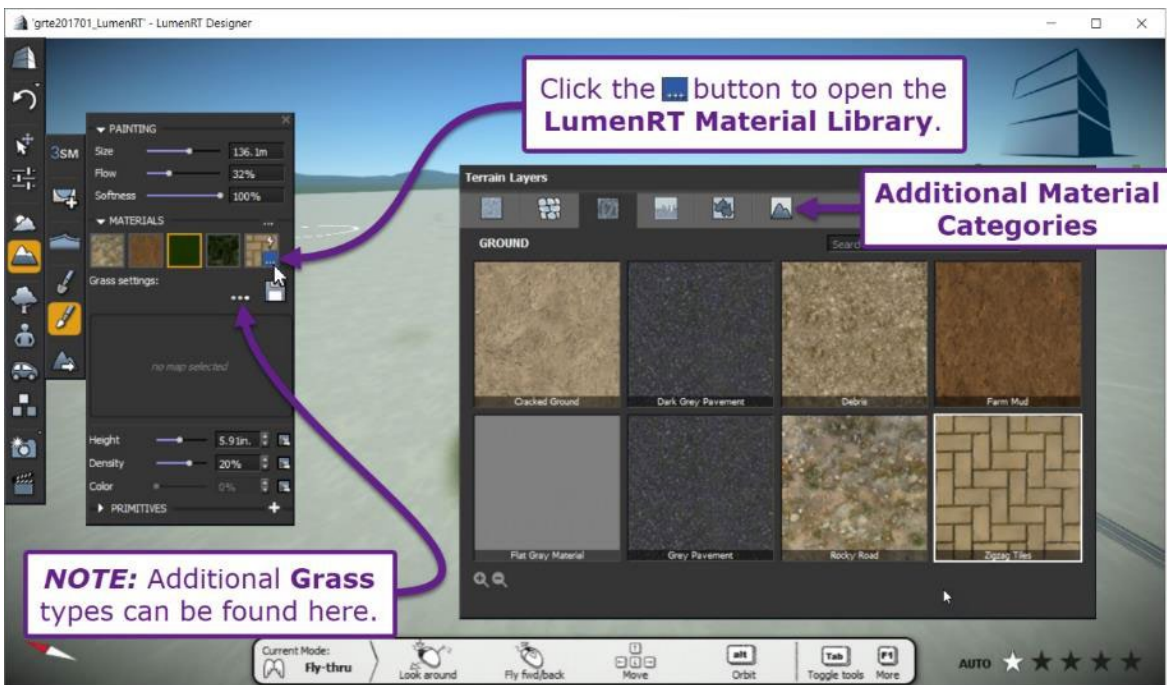 'grte201701_LumenRT' - LumenRT Designer
Click the ... button to open the
LumenRT Material Library.
PAINTING
3SM
Size 136.1m
Flow 32%
Softness 100%
MATERIALS ...
Grass settings:
...
no map selected
Height 5.91in.
Density 20%
Color 0%
PRIMITIVES +
Terrain Layers
Additional Material
Categories
GROUND
Search
Cracked Ground
Dark Grey Pavement
Debris
Farm Mud
Flat Gray Material
Grey Pavement
Rocky Road
Zigzag Tiles
NOTE: Additional Grass
types can be found here.
Current Mode:
Fly-thru
Look around
Fly fwd/back
Move
alt
Orbit
Tab
Toggle tools
F1
More
AUTO